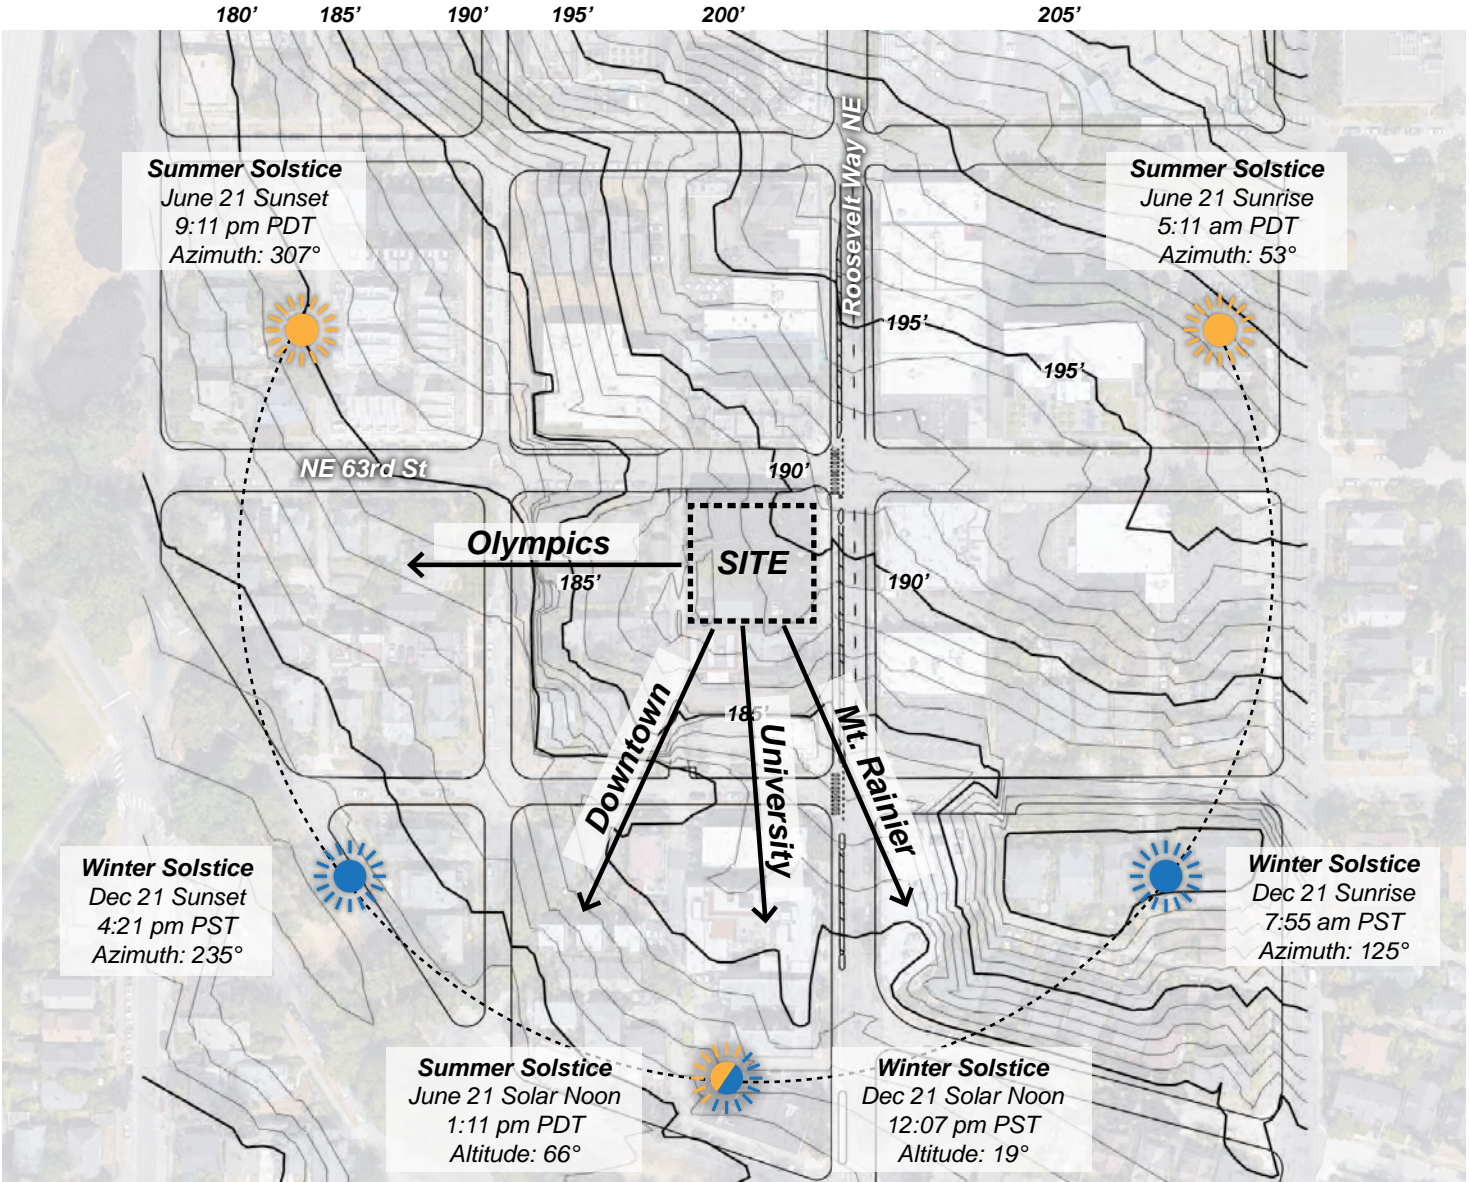 180’ 185’ 190’ 195’ 200’ 205’
Roosevelt Way NE
Summer Solstice
June 21 Sunset
9:11 pm PDT
Azimuth: 307°
Summer Solstice
June 21 Sunrise
5:11 am PDT
Azimuth: 53°
195’
195’
NE 63rd St
190’
Olympics
SITE
185’
190’
185’
Downtown
University
Mt. Rainier
Winter Solstice
Dec 21 Sunset
4:21 pm PST
Azimuth: 235°
Winter Solstice
Dec 21 Sunrise
7:55 am PST
Azimuth: 125°
Summer Solstice
June 21 Solar Noon
1:11 pm PDT
Altitude: 66°
Winter Solstice
Dec 21 Solar Noon
12:07 pm PST
Altitude: 19°